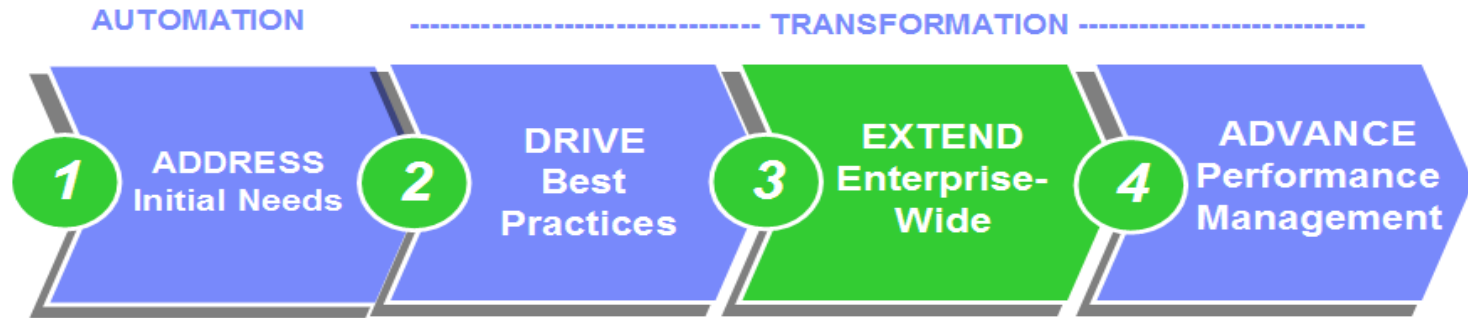 AUTOMATION
---------------------------------- TRANSFORMATION ----------------------------
1
ADDRESS
Initial Needs
2
DRIVE
Best
Practices
3
EXTEND
Enterprise-
Wide
4
ADVANCE
Performance
Management